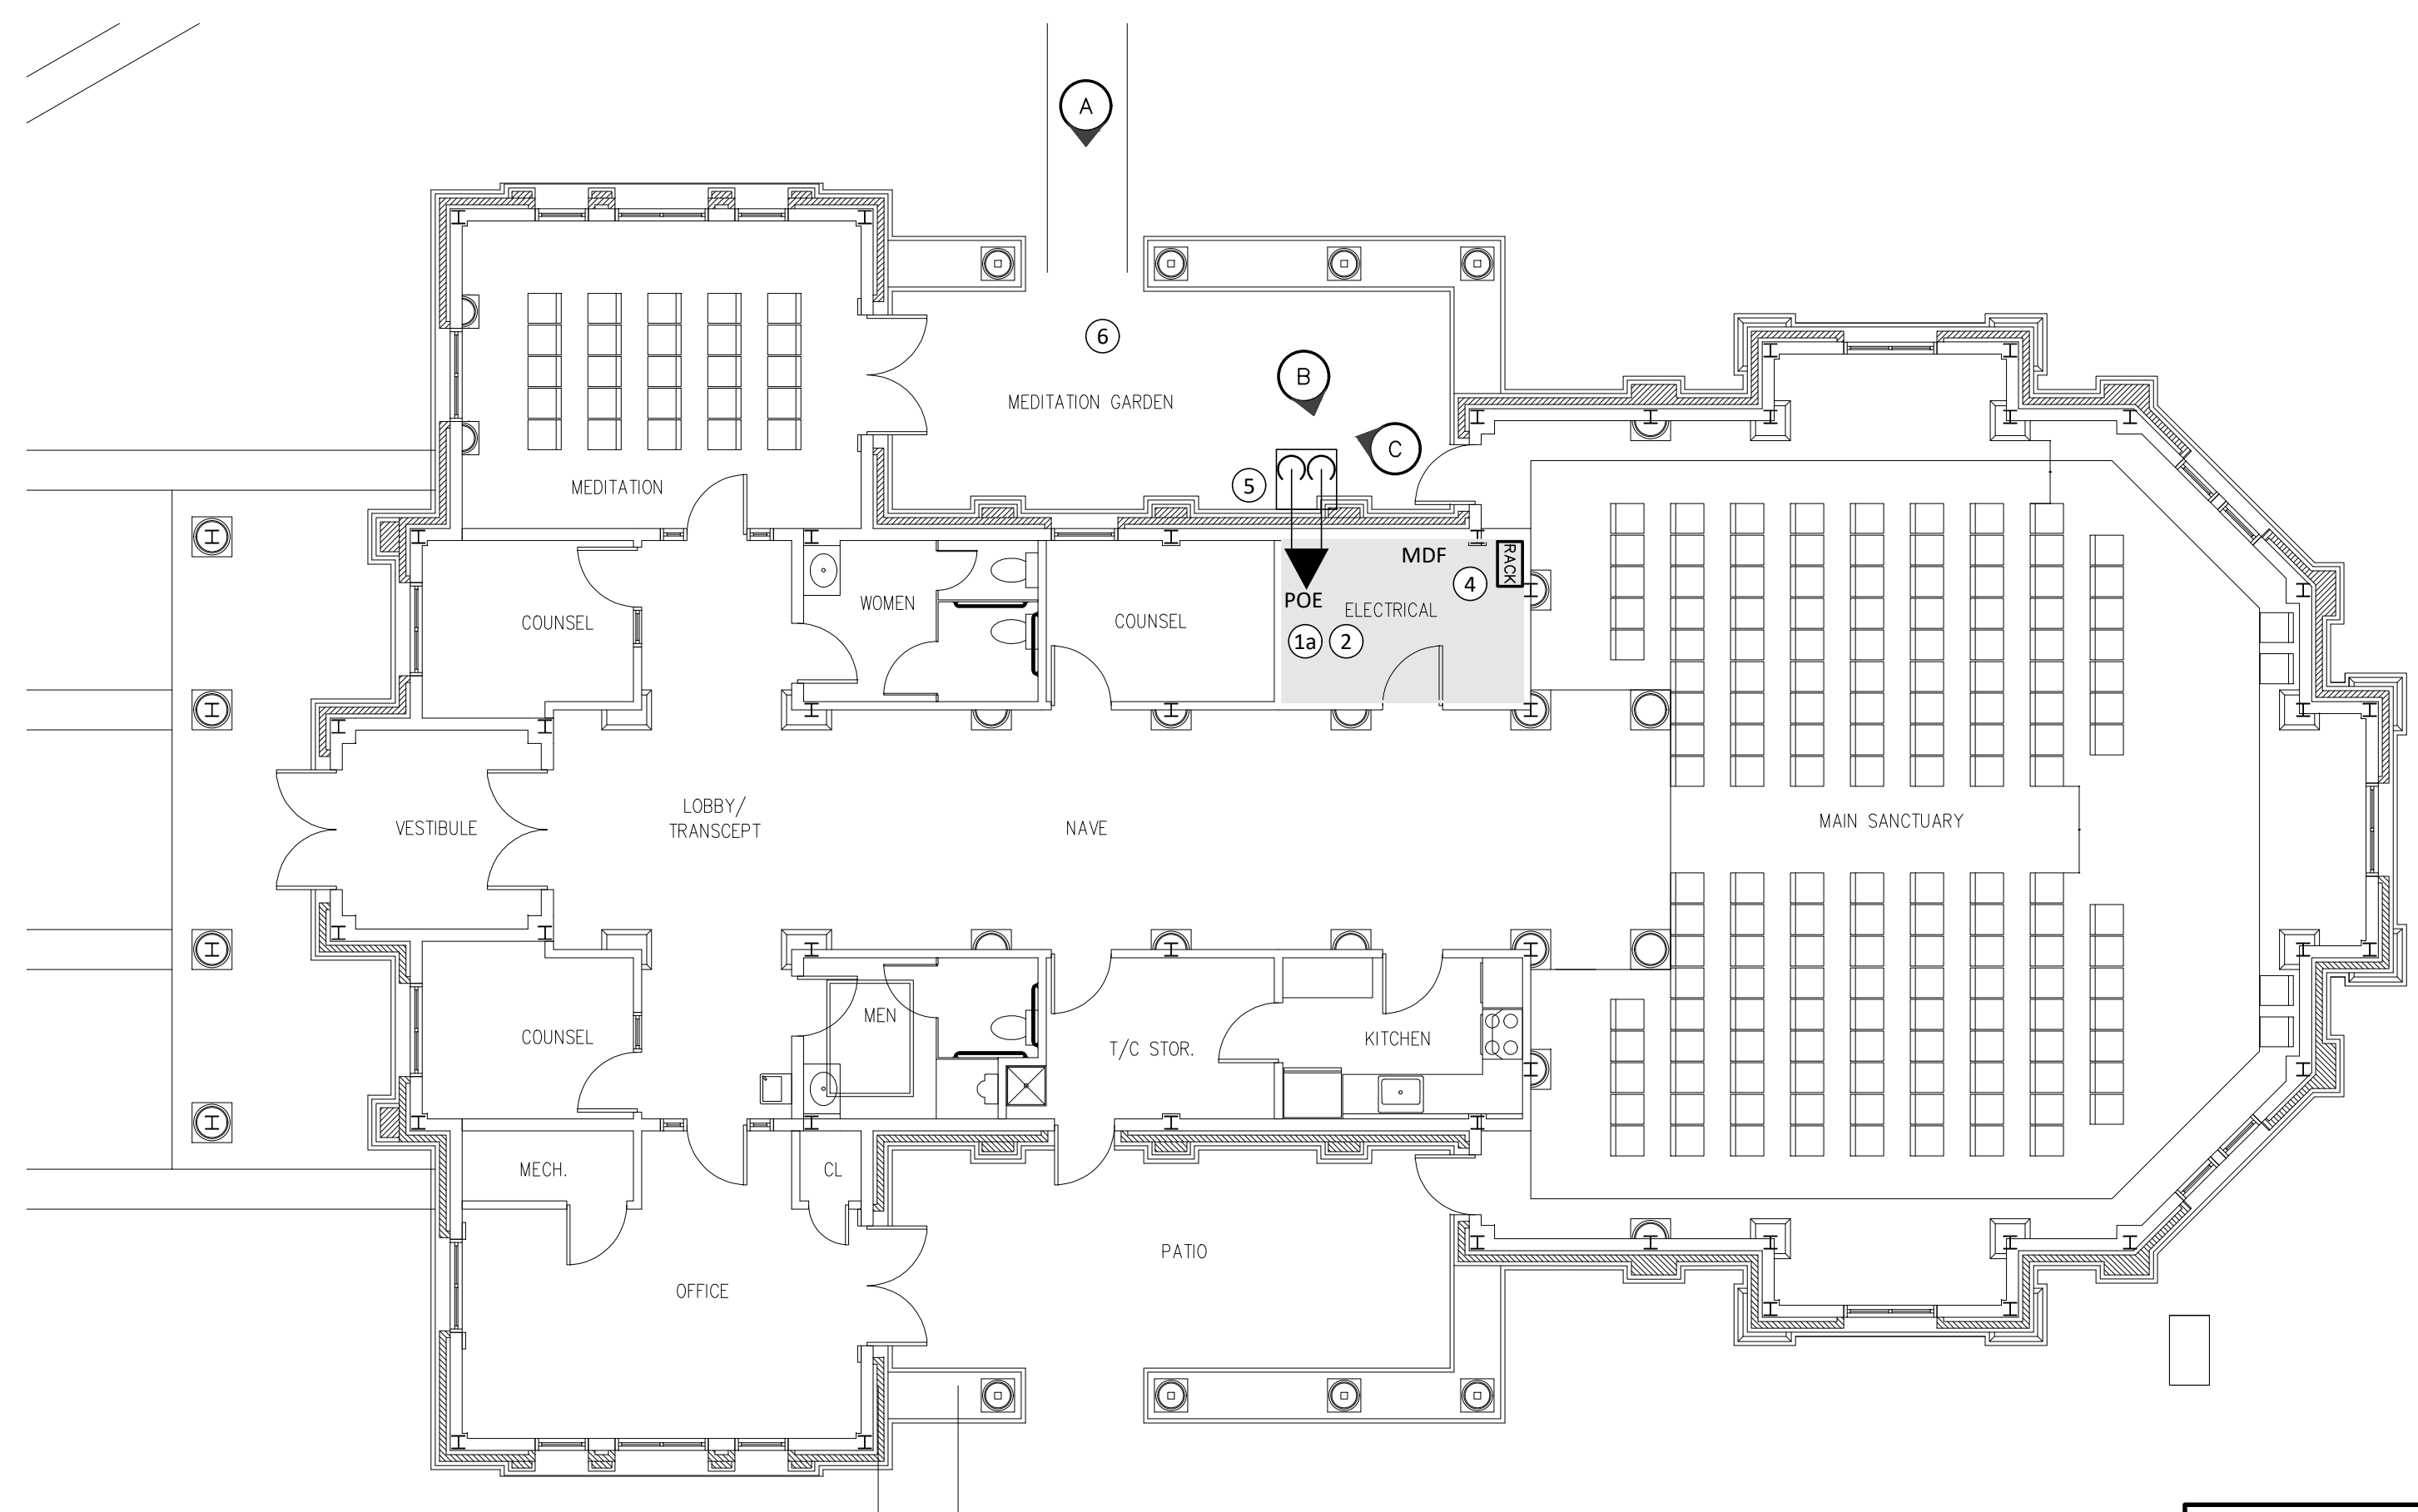 A
6
B
MEDITATION GARDEN
C
MEDITATION
5
MDF
RACK
4
POE
ELECTRICAL
WOMEN
COUNSEL
COUNSEL
1a
2
LOBBY/
TRANSCEPT
VESTIBULE
NAVE
MAIN SANCTUARY
MEN
COUNSEL
T/C STOR.
KITCHEN
MECH.
CL
PATIO
OFFICE